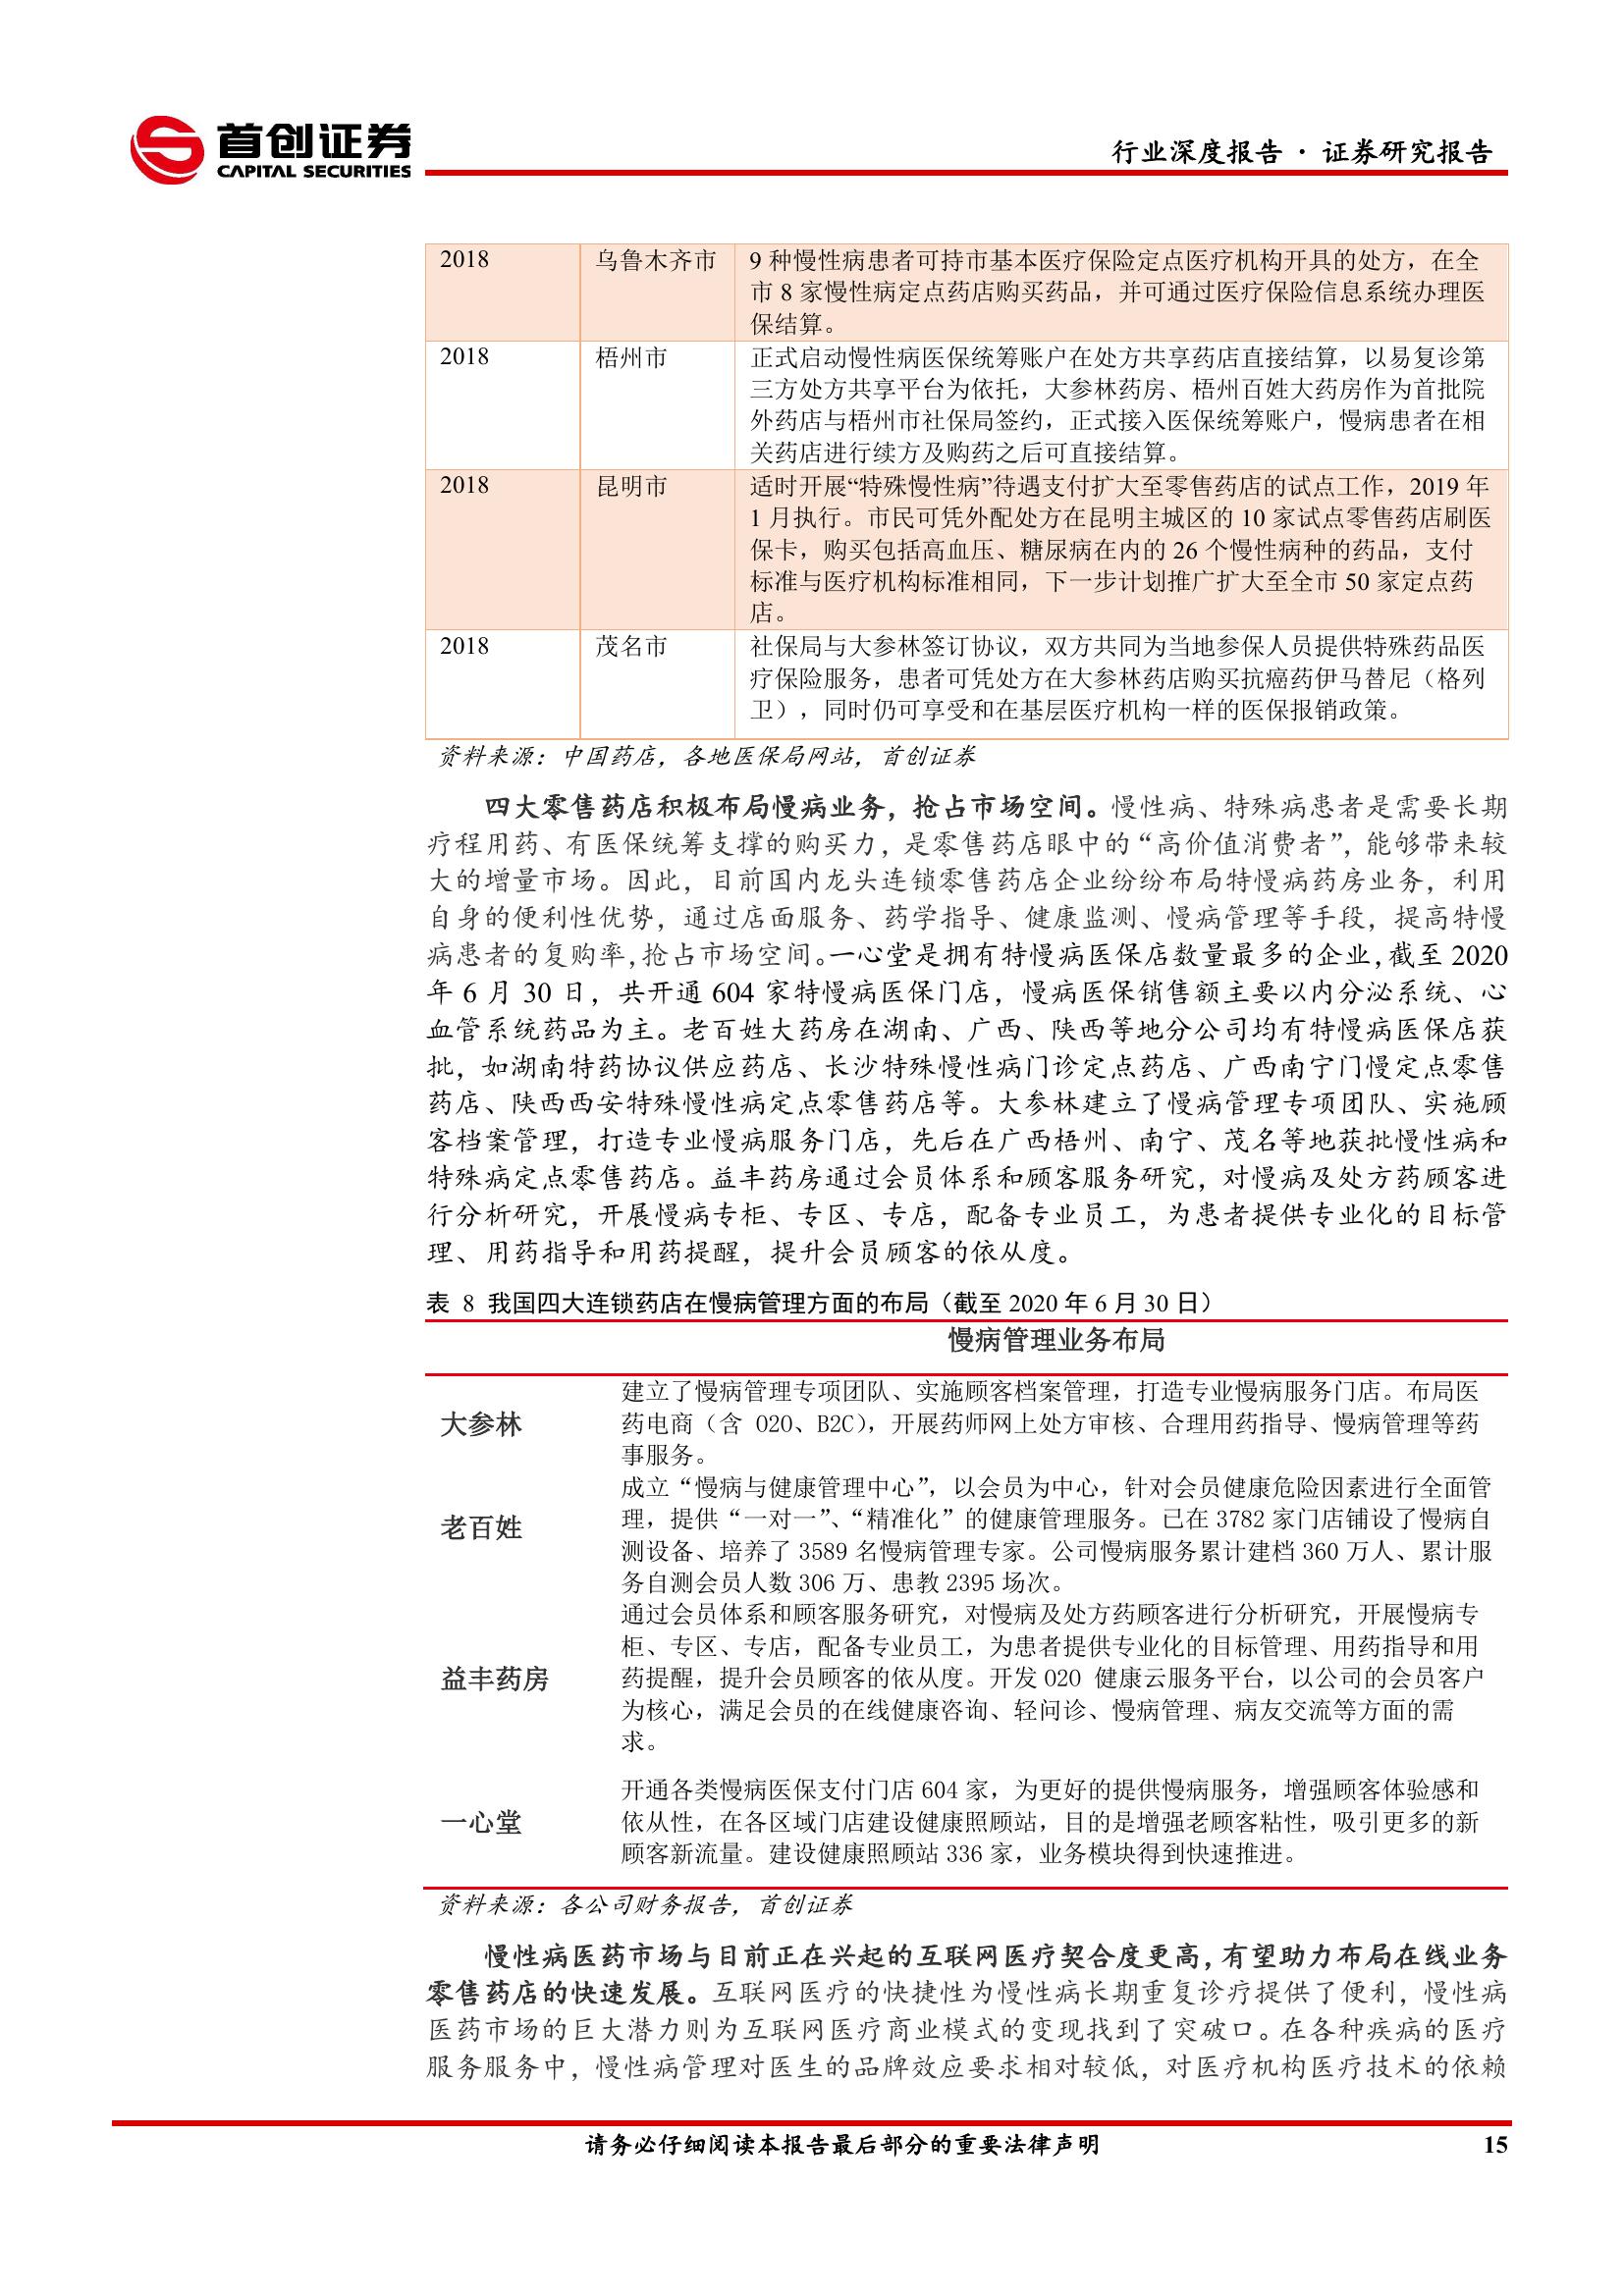 首创证券
CAPITAL SECURITIES
行业深度报告 · 证券研究报告
2018 乌鲁木齐市 9 种慢性病患者可持市基本医疗保险定点医疗机构开具的处方，在全
市 8 家慢性病定点药店购买药品，并可通过医疗保险信息系统办理医
保结算。
2018 梧州市 正式启动慢性病医保统筹账户在处方共享药店直接结算，以易复诊第
三方处方共享平台为依托，大参林药房、梧州百姓大药房作为首批院
外药店与梧州市社保局签约，正式接入医保统筹账户，慢病患者在相
关药店进行续方及购药之后可直接结算。
2018 昆明市 适时开展“特殊慢性病”待遇支付扩大至零售药店的试点工作，2019 年
1 月执行。市民可凭外配处方在昆明主城区的 10 家试点零售药店刷医
保卡，购买包括高血压、糖尿病在内的 26 个慢性病种的药品，支付
标准与医疗机构标准相同，下一步计划推广扩大至全市 50 家定点药
店。
2018 茂名市 社保局与大参林签订协议，双方共同为当地参保人员提供特殊药品医
疗保险服务，患者可凭处方在大参林药店购买抗癌药伊马替尼（格列
卫），同时仍可享受和在基层医疗机构一样的医保报销政策。
资料来源：中国药店，各地医保局网站，首创证券
四大零售药店积极布局慢病业务，抢占市场空间。慢性病、特殊病患者是需要长期
疗程用药、有医保统筹支撑的购买力，是零售药店眼中的“高价值消费者”，能够带来较
大的增量市场。因此，目前国内龙头连锁零售药店企业纷纷布局特慢病药房业务，利用
自身的便利性优势，通过店面服务、药学指导、健康监测、慢病管理等手段，提高特慢
病患者的复购率，抢占市场空间。一心堂是拥有特慢病医保店数量最多的企业，截至 2020
年 6 月 30 日，共开通 604 家特慢病医保门店，慢病医保销售额主要以内分泌系统、心
血管系统药品为主。老百姓大药房在湖南、广西、陕西等地分公司均有特慢病医保店获
批，如湖南特药协议供应药店、长沙特殊慢性病门诊定点药店、广西南宁门慢定点零售
药店、陕西西安特殊慢性病定点零售药店等。大参林建立了慢病管理专项团队、实施顾
客档案管理，打造专业慢病服务门店，先后在广西梧州、南宁、茂名等地获批慢性病和
特殊病定点零售药店。益丰药房通过会员体系和顾客服务研究，对慢病及处方药顾客进
行分析研究，开展慢病专柜、专区、专店，配备专业员工，为患者提供专业化的目标管
理、用药指导和用药提醒，提升会员顾客的依从度。
表 8 我国四大连锁药店在慢病管理方面的布局（截至 2020 年 6 月 30 日）
慢病管理业务布局
建立了慢病管理专项团队、实施顾客档案管理，打造专业慢病服务门店。布局医
大参林 药电商（含 O2O、B2C），开展药师网上处方审核、合理用药指导、慢病管理等药
事服务。
成立“慢病与健康管理中心”，以会员为中心，针对会员健康危险因素进行全面管
老百姓 理，提供“一对一”、“精准化”的健康管理服务。已在 3782 家门店铺设了慢病自
测设备、培养了 3589 名慢病管理专家。公司慢病服务累计建档 360 万人、累计服
务自测会员人数 306 万、患教 2395 场次。
通过会员体系和顾客服务研究，对慢病及处方药顾客进行分析研究，开展慢病专
柜、专区、专店，配备专业员工，为患者提供专业化的目标管理、用药指导和用
益丰药房 药提醒，提升会员顾客的依从度。开发 O2O 健康云服务平台，以公司的会员客户
为核心，满足会员的在线健康咨询、轻问诊、慢病管理、病友交流等方面的需
求。
开通各类慢病医保支付门店 604 家，为更好的提供慢病服务，增强顾客体验感和
一心堂 依从性，在各区域门店建设健康照顾站，目的是增强老顾客粘性，吸引更多的新
顾客新流量。建设健康照顾站 336 家，业务模块得到快速推进。
资料来源：各公司财务报告，首创证券
慢性病医药市场与目前正在兴起的互联网医疗契合度更高，有望助力布局在线业务
零售药店的快速发展。互联网医疗的快捷性为慢性病长期重复诊疗提供了便利，慢性病
医药市场的巨大潜力则为互联网医疗商业模式的变现找到了突破口。在各种疾病的医疗
服务服务中，慢性病管理对医生的品牌效应要求相对较低，对医疗机构医疗技术的依赖
请务必仔细阅读本报告最后部分的重要法律声明 15